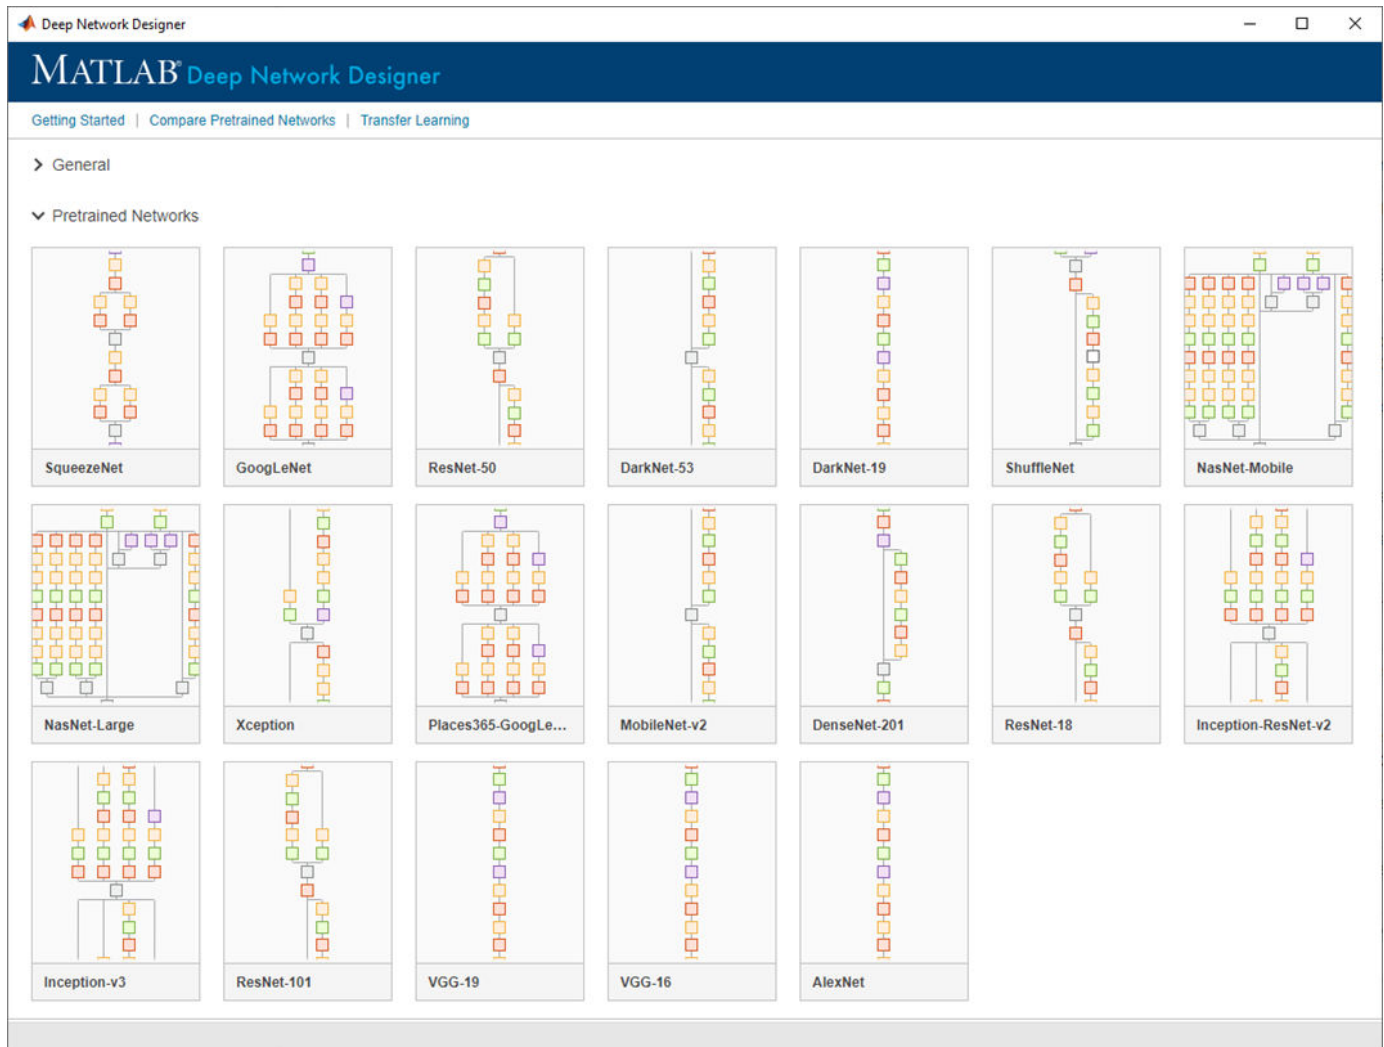 Deep Network Designer
MATLAB® Deep Network Designer
Getting Started | Compare Pretrained Networks | Transfer Learning
General
Pretrained Networks
SqueezeNet
GoogLeNet
ResNet-50
DarkNet-53
DarkNet-19
ShuffleNet
NasNet-Mobile
NasNet-Large
Xception
Places365-GoogLe...
MobileNet-v2
DenseNet-201
ResNet-18
Inception-ResNet-v2
Inception-v3
ResNet-101
VGG-19
VGG-16
AlexNet